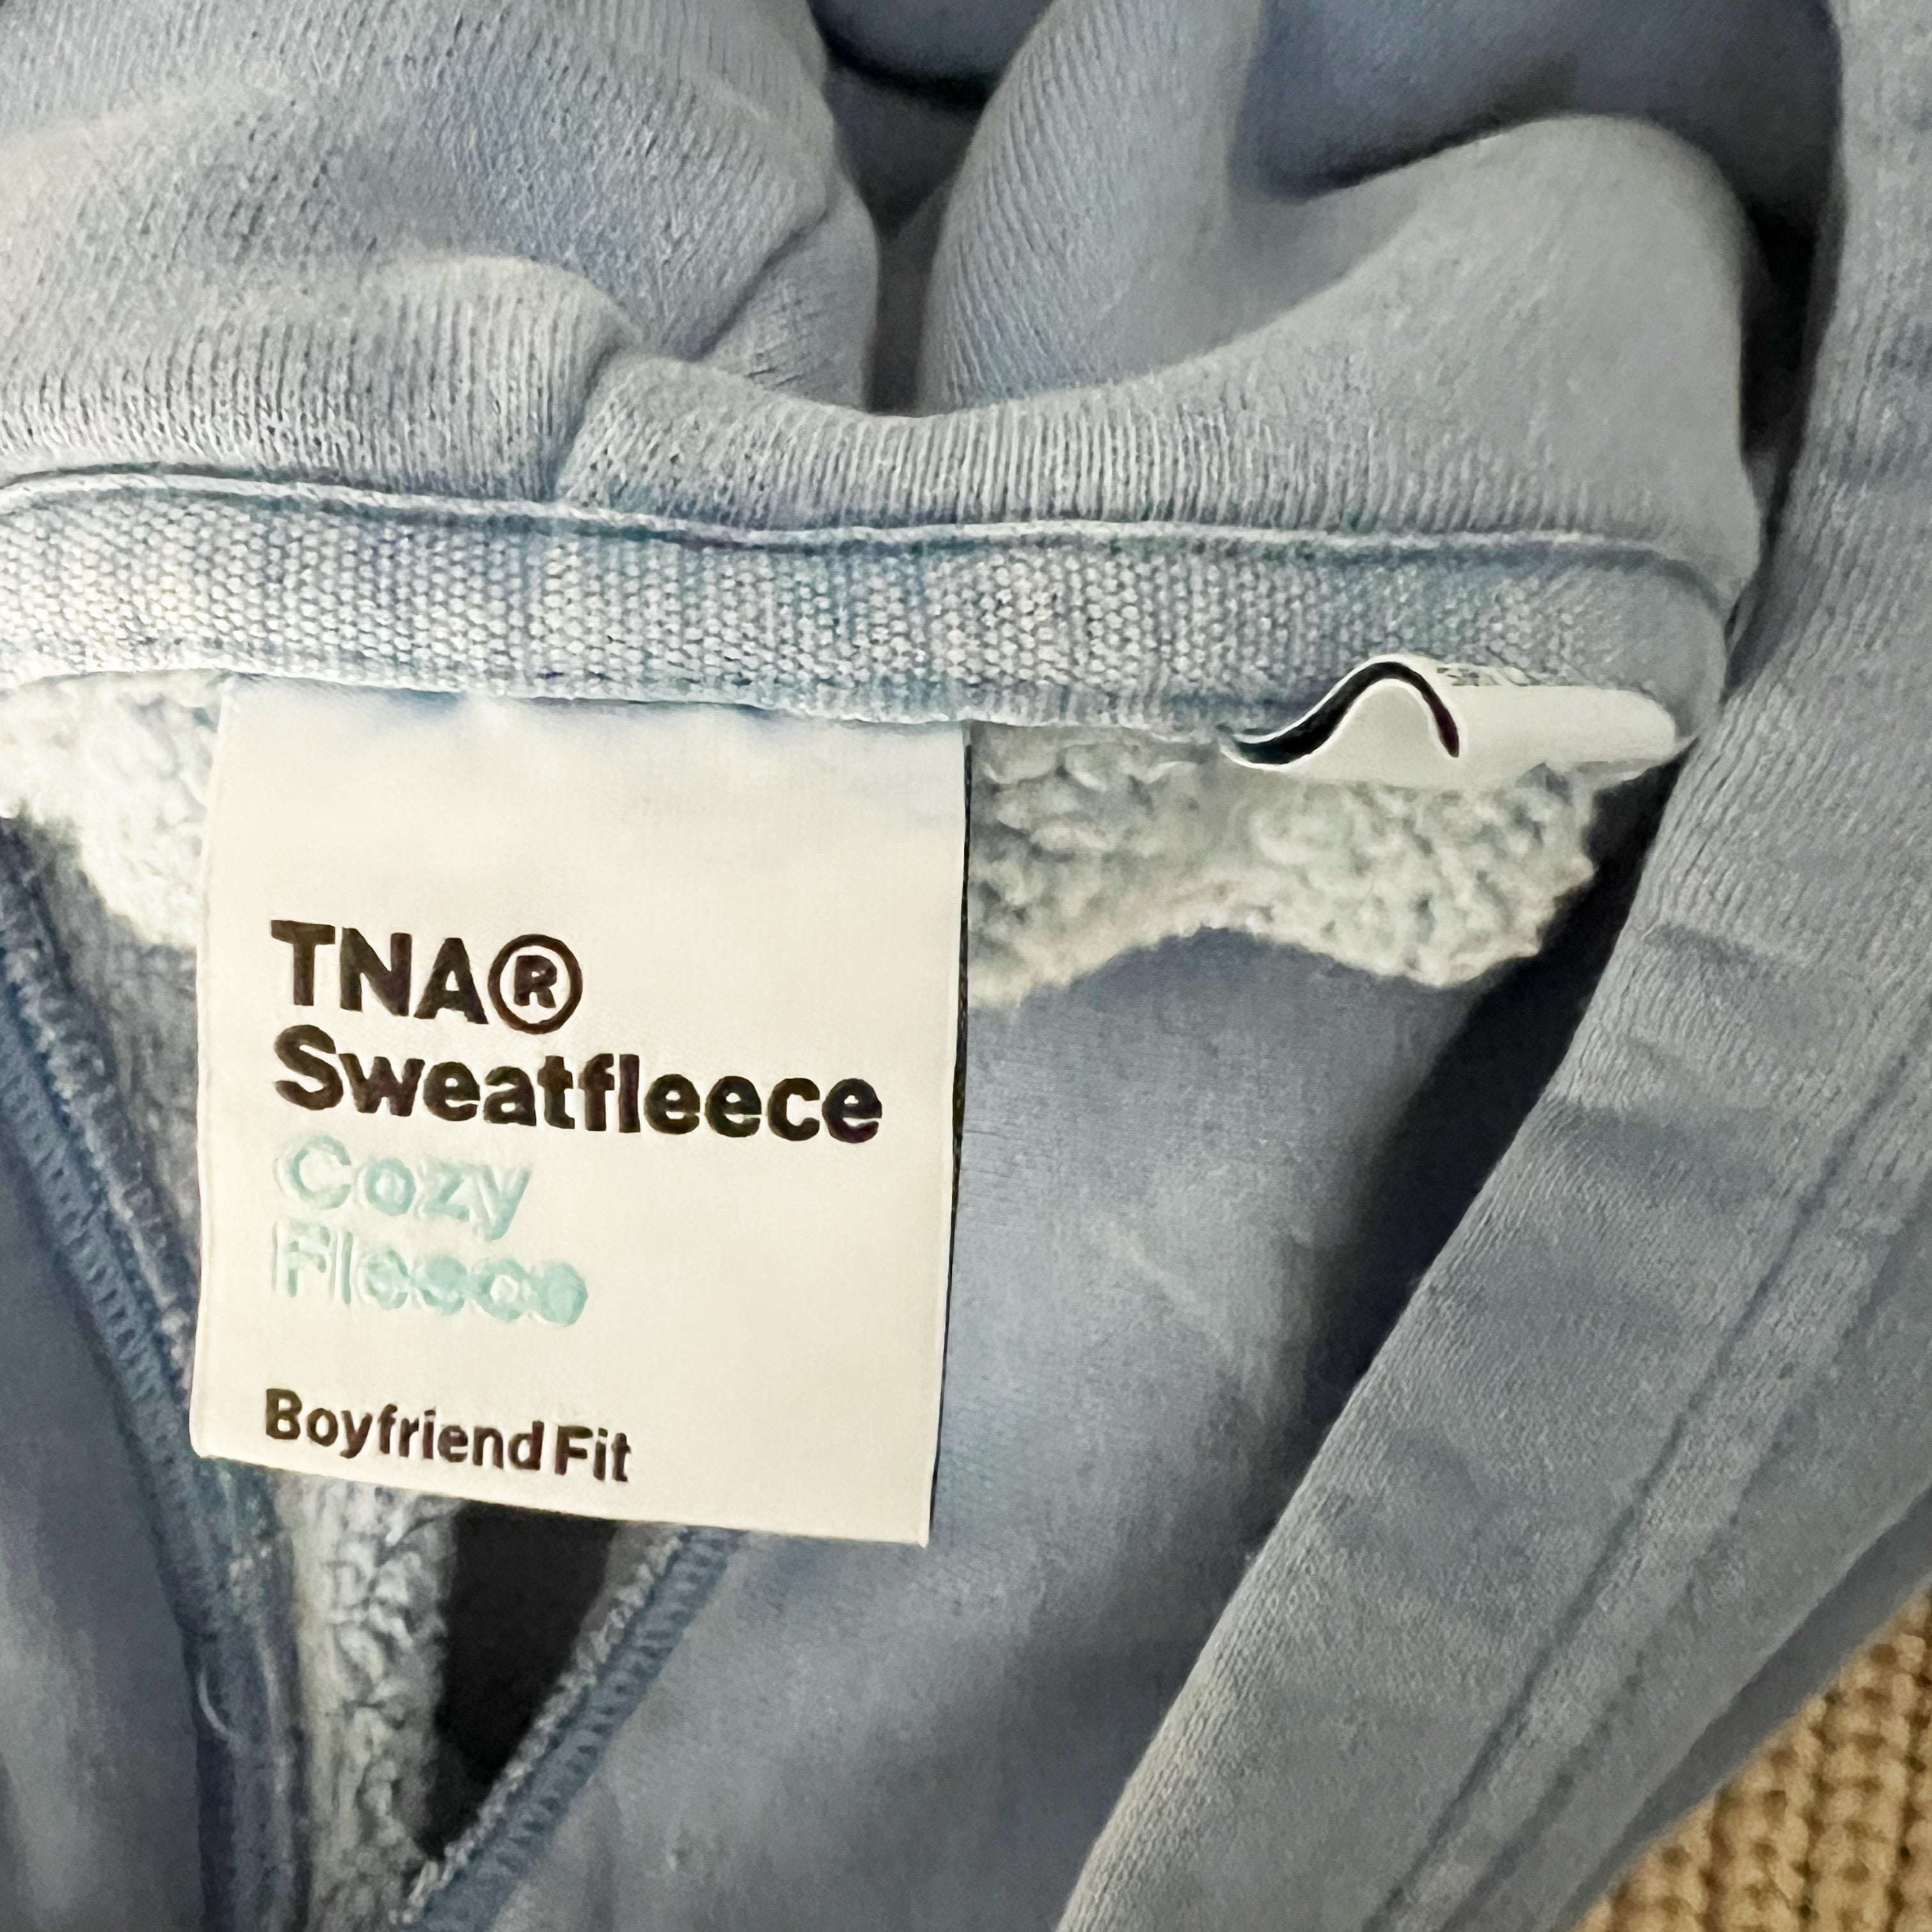 TNA®
Sweatfleece
Cozy
Fleece
Boyfriend Fit